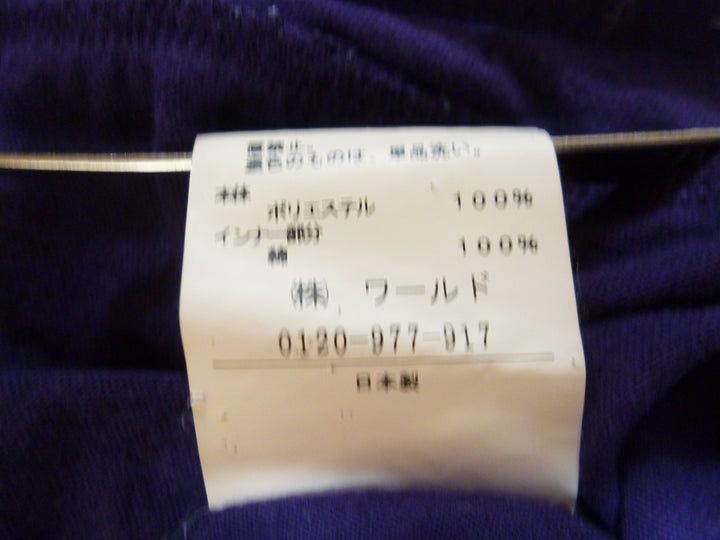 濃色のものは、単品洗い。
本体
ポリエステル 100%
インナー部分
綿 100%
(株) ワールド
0120-977-917
日本製